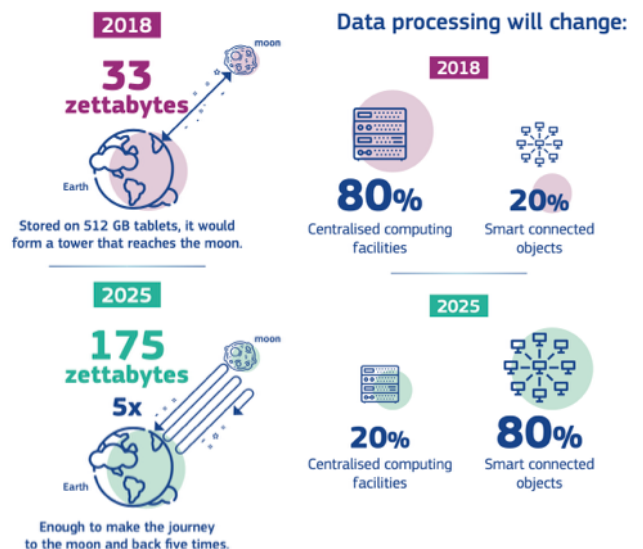 2018
33
zettabytes
moon
Earth
Stored on 512 GB tablets, it would
form a tower that reaches the moon.
2025
175
zettabytes
5x
moon
Earth
Enough to make the journey
to the moon and back five times.
Data processing will change:
2018
80%
Centralised computing
facilities
20%
Smart connected
objects
2025
20%
Centralised computing
facilities
80%
Smart connected
objects